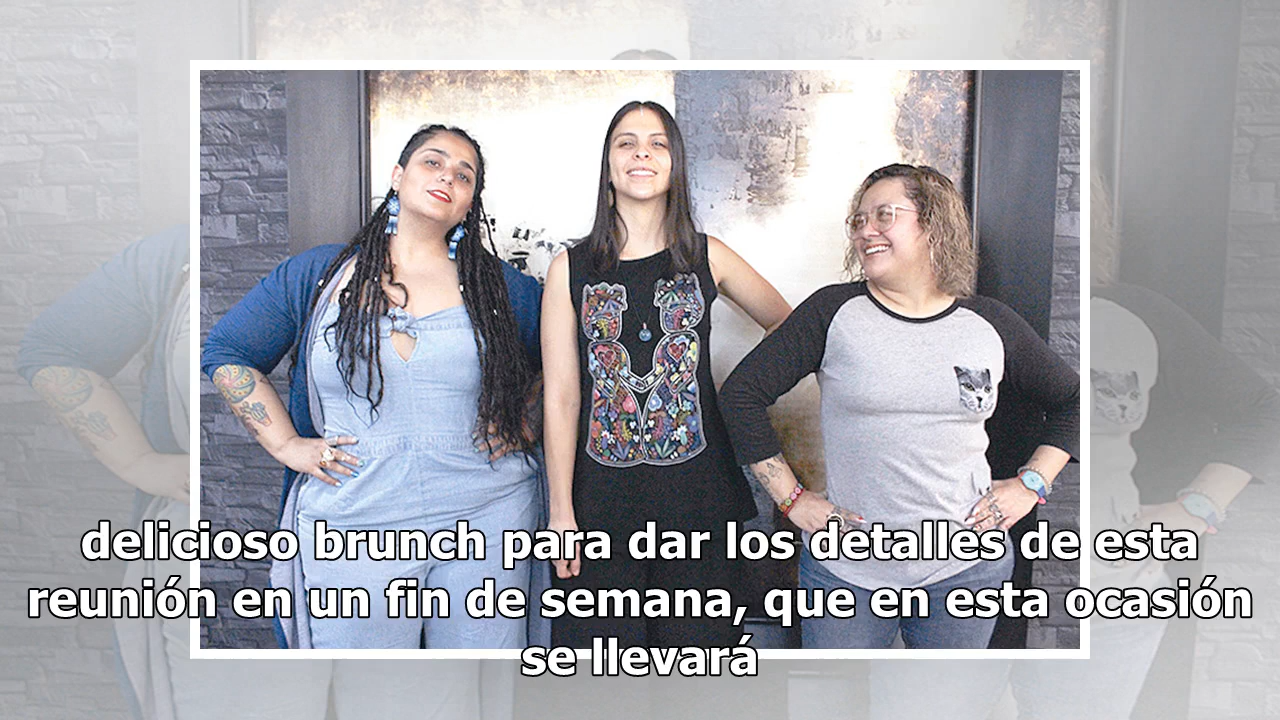 delicioso brunch para dar los detalles de esta
reunión en un fin de semana, que en esta ocasión
se llevará